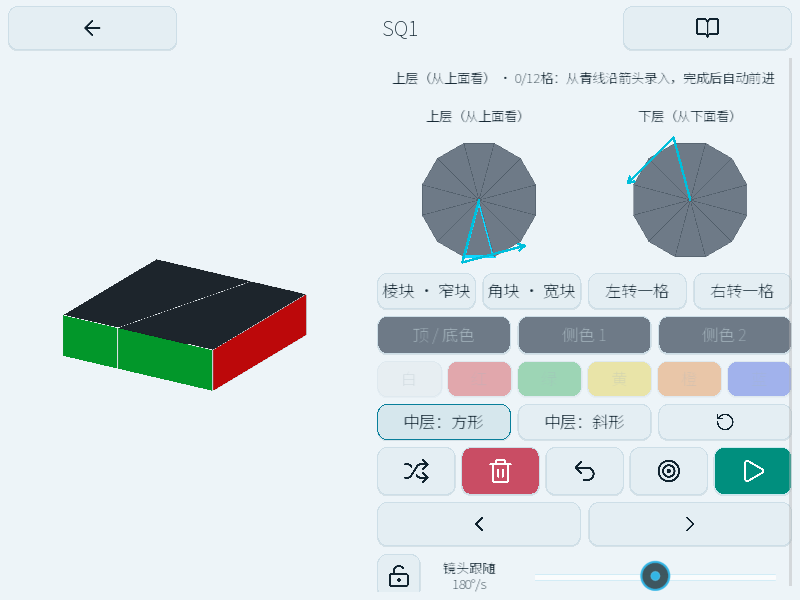 SQ1
上层（从上面看） · 0/12格：从青线沿箭头录入，完成后自动前进
上层（从上面看）
下层（从下面看）
棱块 · 窄块
角块 · 宽块
左转一格
右转一格
顶 / 底色
侧色 1
侧色 2
白
黄
橙
中层：方形
中层：斜形
镜头跟随
180°/s